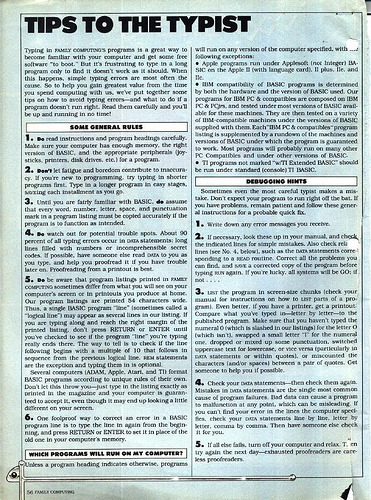 TIPS TO THE TYPIST
Typing in FAMILY COMPUTING's programs is a great way to
become familiar with your computer and get some free
software "to boot." But it's frustrating to type in a long
program only to find it doesn't work as it should. When
this happens, simple typing errors are most often the
cause. So to help you gain greatest value from the time
you spend computing with us, we've put together some
tips on how to avoid typing errors—and what to do if a
program doesn't run right. Read them carefully and you'll
be up and running in no time!
SOME GENERAL RULES
1. Do read instructions and program headings carefully.
Make sure your computer has enough memory, the right
version of BASIC, and the appropriate peripherals (joy-
sticks, printers, disk drives, etc.) for a program.
2. Don't let fatigue and boredom contribute to inaccura-
cy. If you're new to programming, try typing in shorter
programs first. Type in a longer program in easy stages,
saving each installment as you go.
3. Until you are fairly familiar with BASIC, do assume
that every word, number, letter, space, and punctuation
mark in a program listing must be copied accurately if the
program is to function as intended.
4. Do watch out for potential trouble spots. About 90
percent of all typing errors occur in DATA statements: long
lines filled with numbers or incomprehensible secret
codes. If possible, have someone else read DATA to you as
you type, and help you proofread it if you have trouble
later on. Proofreading from a printout is best.
5. Do be aware that program listings printed in FAMILY
COMPUTING sometimes differ from what you will see on your
computer's screen or in printouts you produce at home.
Our program listings are printed 54 characters wide.
Thus, a single BASIC program "line" (sometimes called a
"logical line") may appear as several lines in our listing. If
you are typing along and reach the right margin of the
printed listing, don't press RETURN or ENTER until
you've checked to see if the program "line" you're typing
really ends there. The way to tell is to check if the line
following begins with a multiple of 10 that follows in
sequence from the previous logical line. REM statements
are the exception and typing them in is optional.
Several computers (ADAM, Apple, Atari, and TI) format
BASIC programs according to unique rules of their own.
Don't let this throw you—just type in the listing exactly as
printed in the magazine and your computer is guaran-
teed to accept it, even though it may end up looking a little
different on your screen.
6. One foolproof way to correct an error in a BASIC
program line is to type the line in again from the begin-
ning, and press RETURN or ENTER to set it in place of the
old one in your computer's memory.
WHICH PROGRAMS WILL RUN ON MY COMPUTER?
Unless a program heading indicates otherwise, programs
56 FAMILY COMPUTING
will run on any version of the computer specified, with
following exceptions:
• Apple programs run under Applesoft (not Integer) BA-
SIC on the Apple II (with language card), II plus, IIe, and
IIc.
• IBM compatibility of BASIC programs is determined
by both the hardware and the version of BASIC used. Our
programs for IBM PC & compatibles are composed on IBM
PC & PCjrs, and tested under most versions of BASIC avail-
able for these machines. They are then tested on a variety
of IBM-compatible machines under the versions of BASIC
supplied with them. Each "IBM PC & compatibles" program
listing is supplemented by a rundown of the machines and
versions of BASIC under which the program is guaranteed
to work. Most programs will probably run on many other
PC Compatibles and under other versions of BASIC.
• TI programs not marked "w/TI Extended BASIC" should
be run under standard (console) TI BASIC.
DEBUGGING HINTS
Sometimes even the most careful typist makes a mis-
take. Don't expect your program to run right off the bat. If
you have problems, remain patient and follow these gener-
al instructions for a probable quick fix.
1. Write down any error messages you receive.
2. If necessary, look these up in your manual, and check
the indicated lines for simple mistakes. Also check REM
lines (see No. 4, below), such as the DATA statements corre-
sponding to a READ routine. Correct all the problems you
can find, and SAVE a corrected copy of the program before
typing RUN again. If you're lucky, all systems will be GO; if
not . . . .
3. LIST the program in screen-size chunks (check your
manual for instructions on how to LIST parts of a pro-
gram). Even better, if you have a printer, get a printout.
Compare what you've typed—letter by letter—to the
published program. Make sure that you haven't typed the
numeral 0 (which is slashed in our listings) for the letter O
(which isn't), swapped a small letter "l" for the numeral
one, dropped or mixed up some punctuation, switched
uppercase text for lowercase, or vice versa (particularly in
DATA statements or within quotes), or miscounted the
characters (and/or spaces) between a pair of quotes. Get
someone to help you if possible.
4. Check your DATA statements—then check them again.
Mistakes in DATA statements are the single most common
cause of program failures. Bad data can cause a program
to malfunction at any point, which can be misleading. If
you can't find your error in the lines the computer speci-
fies, check your DATA statements line by line, letter by
letter, comma by comma. Then have someone else check
it for you.
5. If all else fails, turn off your computer and relax. T
try again the next day—exhausted proofreaders are care-
less proofreaders.